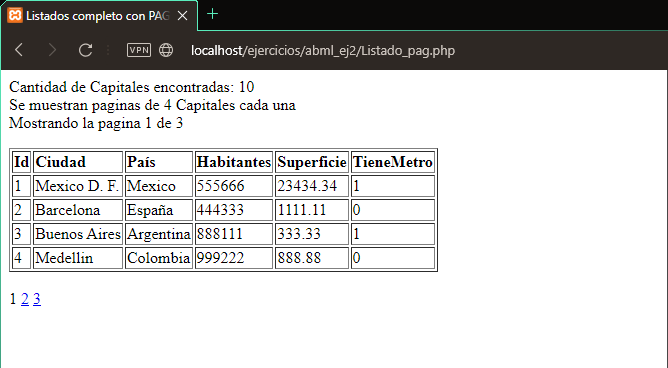 Listados completo con PAG
VPN localhost/ejercicios/abml_ej2/Listado_pag.php
Cantidad de Capitales encontradas: 10
Se muestran paginas de 4 Capitales cada una
Mostrando la pagina 1 de 3
Id Ciudad País Habitantes Superficie TieneMetro
1 Mexico D. F. Mexico 555666 23434.34 1
2 Barcelona España 444333 1111.11 0
3 Buenos Aires Argentina 888111 333.33 1
4 Medellin Colombia 999222 888.88 0
1 2 3